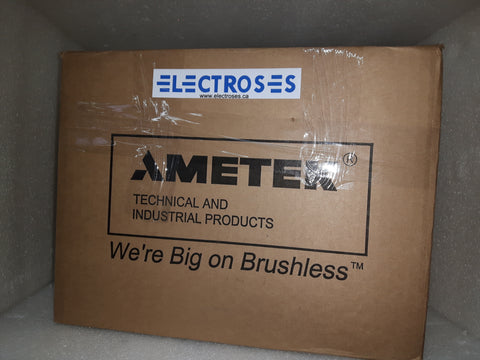 ELECTROSES
www.electroses.ca
AMETEK®
TECHNICAL AND
INDUSTRIAL PRODUCTS
We're Big on Brushless™